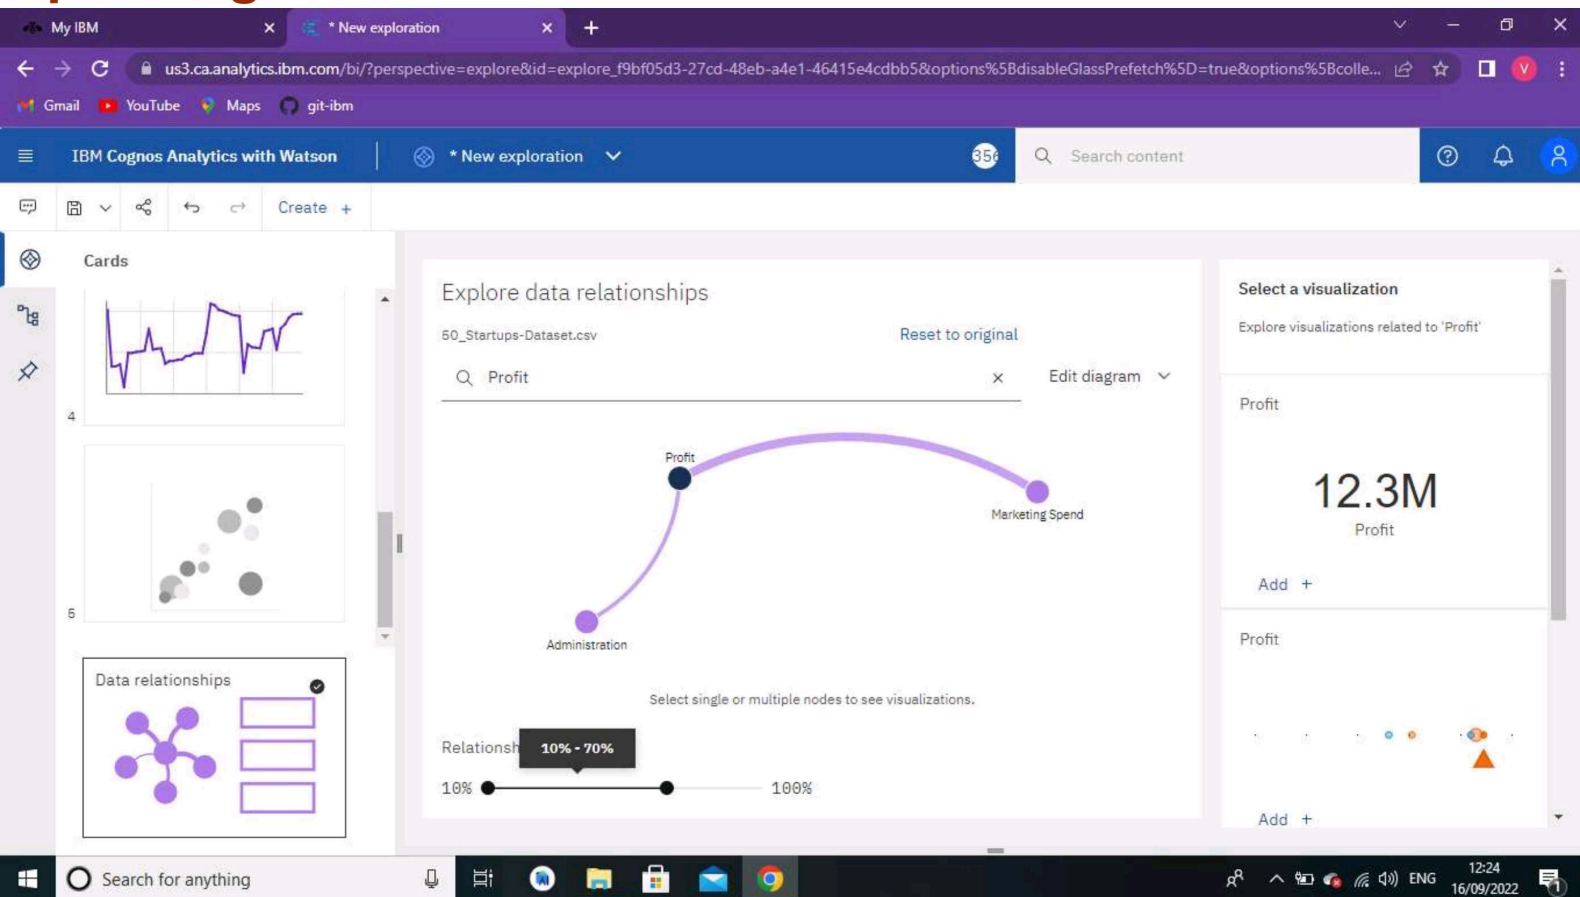 My IBM
* New exploration
us3.ca.analytics.ibm.com/bi/?perspective=explore&id=explore_f9bf05d3-27cd-48eb-a4e1-46415e4cdbb5&options%5BdisableGlassPrefetch%5D=true&options%5Bcolle...
V
Gmail YouTube Maps git-ibm
IBM Cognos Analytics with Watson
* New exploration
356
Search content
Create +
Cards
4
5
Data relationships
Explore data relationships
50_Startups-Dataset.csv
Reset to original
Profit
Edit diagram
Profit
Marketing Spend
Administration
Select single or multiple nodes to see visualizations.
Relationsh
10% - 70%
10%
100%
Select a visualization
Explore visualizations related to 'Profit'
Profit
12.3M
Profit
Add +
Profit
Add +
Search for anything
ENG
12:24
16/09/2022
1